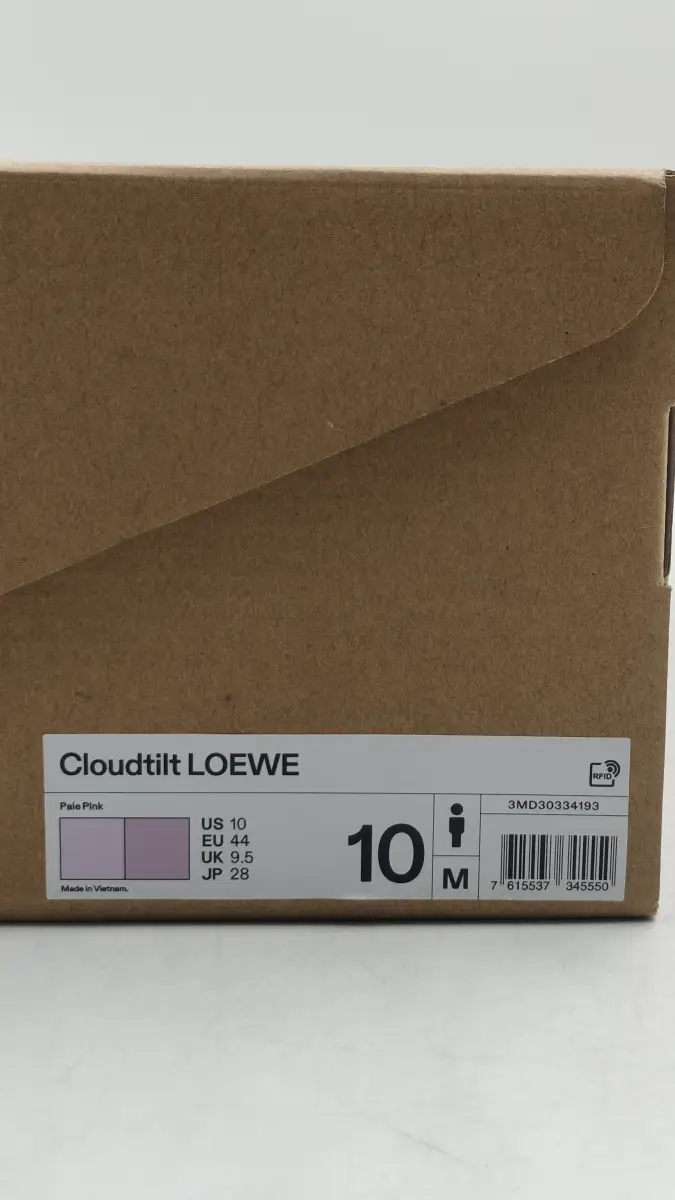 Cloudtilt LOEWE
RFID
Pale Pink
US 10
EU 44
UK 9.5
JP 28
Made in Vietnam.
10
M
3MD30334193
7 615537 345550